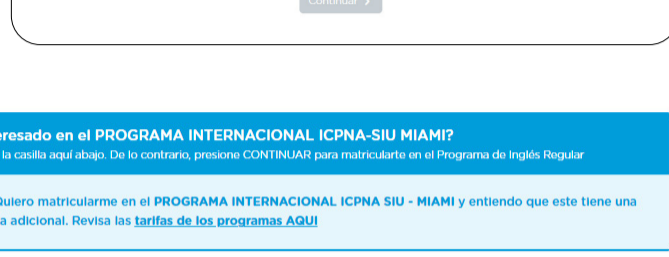 Continuar
eresado en el PROGRAMA INTERNACIONAL ICPNA-SIU MIAMI?
la casilla aquí abajo. De lo contrario, presione CONTINUAR para matricularte en el Programa de Inglés Regular
Quiero matricularme en el PROGRAMA INTERNACIONAL ICPNA SIU - MIAMI y entiendo que este tiene una
a adicional. Revisa las tarifas de los programas AQUI